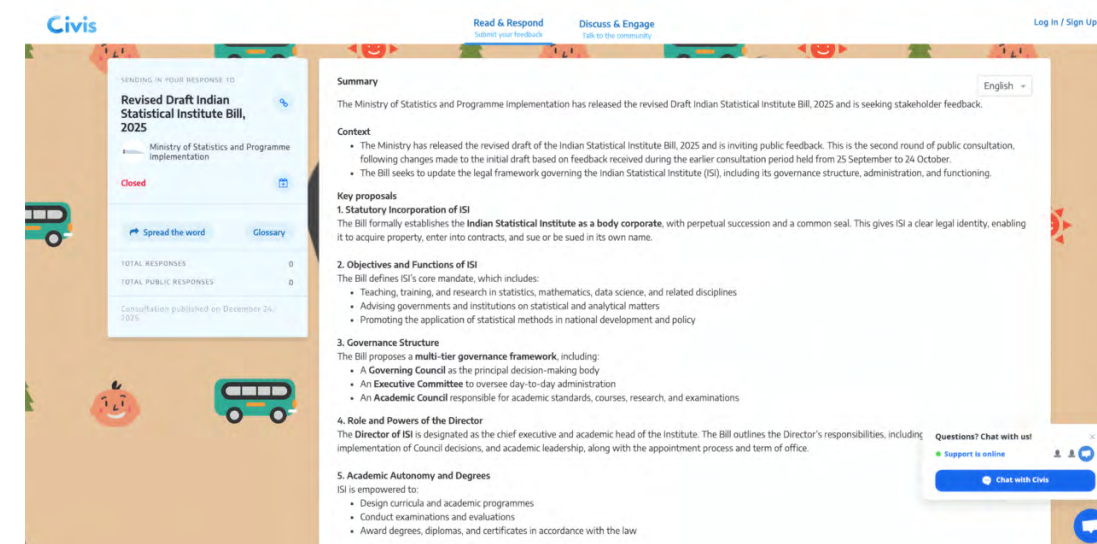 Civis
Read & Respond
Submit your feedback
Discuss & Engage
Talk to the community
Log In / Sign Up
SENDING IN YOUR RESPONSE TO
Revised Draft Indian
Statistical Institute Bill,
2025
Ministry of Statistics and Programme
Implementation
Closed
Spread the word
Glossary
TOTAL RESPONSES 0
TOTAL PUBLIC RESPONSES 0
Consultation published on December 24,
2025
Summary
English
The Ministry of Statistics and Programme Implementation has released the revised Draft Indian Statistical Institute Bill, 2025 and is seeking stakeholder feedback.
Context
• The Ministry has released the revised draft of the Indian Statistical Institute Bill, 2025 and is inviting public feedback. This is the second round of public consultation,
following changes made to the initial draft based on feedback received during the earlier consultation period held from 25 September to 24 October.
• The Bill seeks to update the legal framework governing the Indian Statistical Institute (ISI), including its governance structure, administration, and functioning.
Key proposals
1. Statutory Incorporation of ISI
The Bill formally establishes the Indian Statistical Institute as a body corporate, with perpetual succession and a common seal. This gives ISI a clear legal identity, enabling
it to acquire property, enter into contracts, and sue or be sued in its own name.
2. Objectives and Functions of ISI
The Bill defines ISI's core mandate, which includes:
• Teaching, training, and research in statistics, mathematics, data science, and related disciplines
• Advising governments and institutions on statistical and analytical matters
• Promoting the application of statistical methods in national development and policy
3. Governance Structure
The Bill proposes a multi-tier governance framework, including:
• A Governing Council as the principal decision-making body
• An Executive Committee to oversee day-to-day administration
• An Academic Council responsible for academic standards, courses, research, and examinations
4. Role and Powers of the Director
The Director of ISI is designated as the chief executive and academic head of the Institute. The Bill outlines the Director's responsibilities, including
implementation of Council decisions, and academic leadership, along with the appointment process and term of office.
5. Academic Autonomy and Degrees
ISI is empowered to:
• Design curricula and academic programmes
• Conduct examinations and evaluations
• Award degrees, diplomas, and certificates in accordance with the law
Questions? Chat with us!
Support is online
Chat with Civis